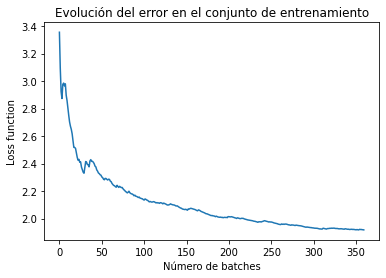 Evolución del error en el conjunto de entrenamiento
3.4
3.2
3.0
2.8
2.6
2.4
2.2
2.0
Loss function
0 50 100 150 200 250 300 350
Número de batches